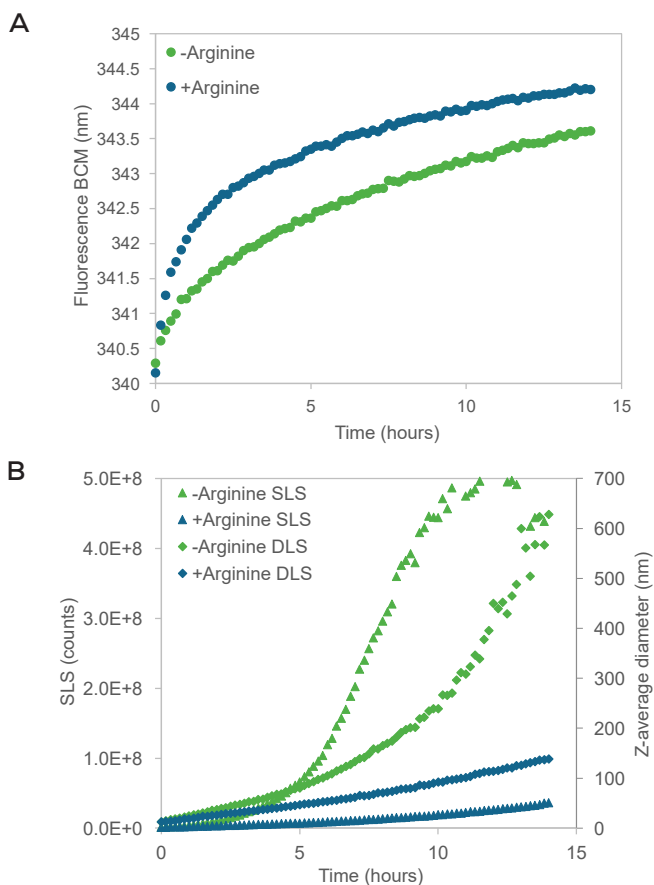 A
345
344.5
344
343.5
343
342.5
342
341.5
341
340.5
340
Fluorescence BCM (nm)
-Arginine
+Arginine
0
5
10
15
Time (hours)
B
5.0E+8
4.0E+8
3.0E+8
2.0E+8
1.0E+8
0.0E+0
SLS (counts)
-Arginine SLS
+Arginine SLS
-Arginine DLS
+Arginine DLS
700
600
500
400
300
200
100
0
Z-average diameter (nm)
0
5
10
15
Time (hours)